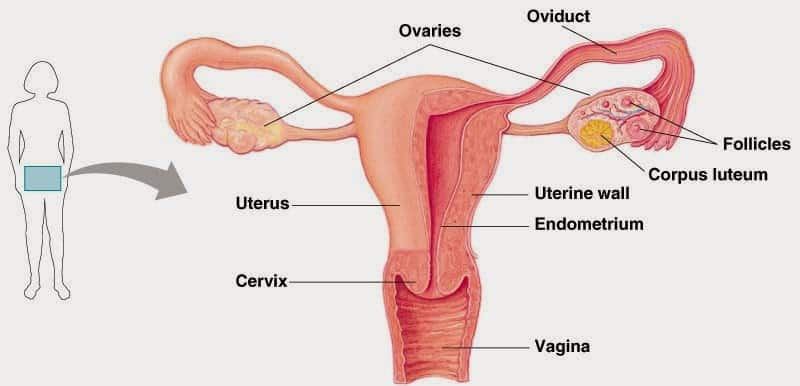 Oviduct
Ovaries
Follicles
Corpus luteum
Uterus
Uterine wall
Endometrium
Cervix
Vagina